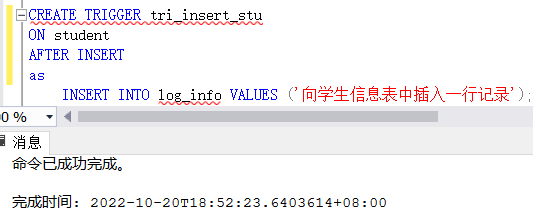 CREATE TRIGGER tri_insert_stu
ON student
AFTER INSERT
as
INSERT INTO log_info VALUES ('向学生信息表中插入一行记录');
0 %
消息
命令已成功完成。
完成时间：2022-10-20T18:52:23.6403614+08:00